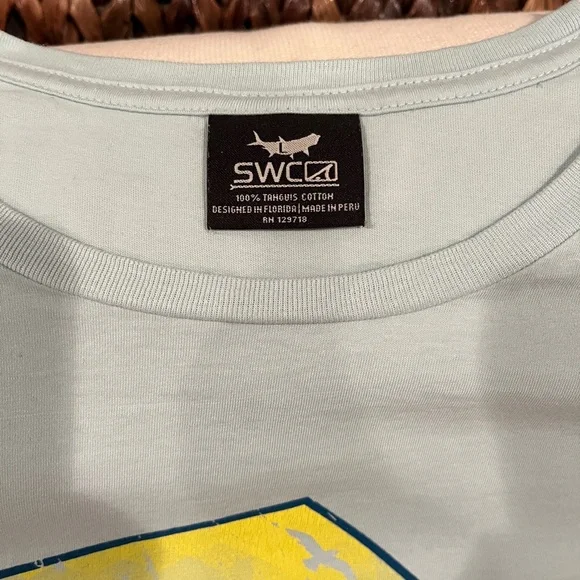 L
SWC
100% TANGUIS COTTON
DESIGNED IN FLORIDA | MADE IN PERU
RN 129718